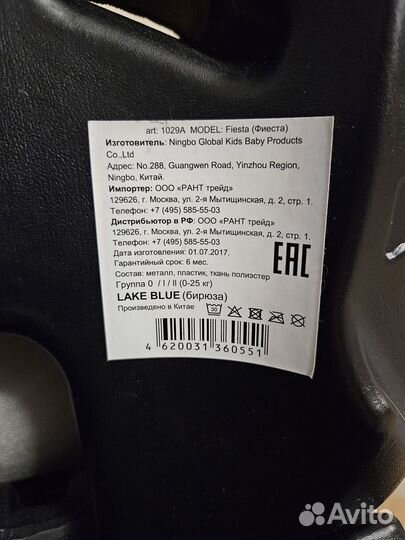 art: 1029A MODEL: Fiesta (Фиеста)
Изготовитель: Ningbo Global Kids Baby Products
Co.,Ltd
Адрес: No.288, Guangwen Road, Yinzhou Region,
Ningbo, Китай.
Импортер: ООО «РАНТ трейд»
129626, г. Москва, ул. 2-я Мытищинская, д. 2, стр. 1.
Телефон: +7 (495) 585-55-03
Дистрибьютор в РФ: ООО «РАНТ трейд»
129626, г. Москва, ул. 2-я Мытищинская, д. 2, стр. 1.
Телефон: +7 (495) 585-55-03
Дата изготовления: 01.07.2017.
Гарантийный срок: 6 мес.
EAC
Состав: металл, пластик, ткань полиэстер
Группа 0 / I / II (0-25 кг)
LAKE BLUE (бирюза)
Произведено в Китае
30
4 620031 360551
Avito